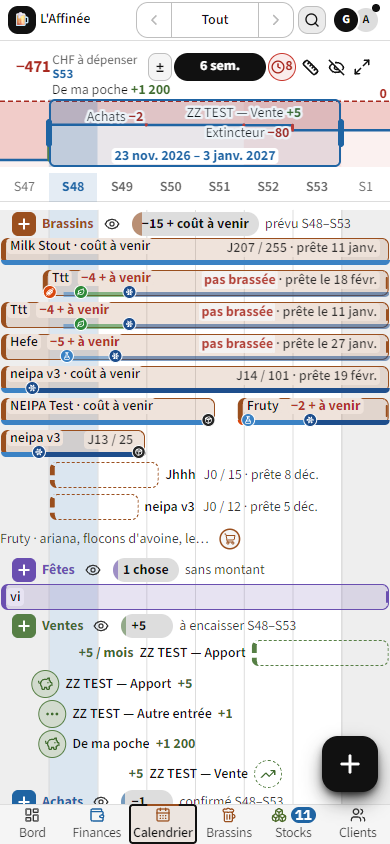 L'Affinée
Tout
G A
−471 CHF à dépenser
S53
De ma poche +1 200
± 6 sem. 8
0
Achats −2 ZZ TEST — Vente +5
Extincteur −80
23 nov. 2026 – 3 janv. 2027
S47 S48 S49 S50 S51 S52 S53 S1
Brassins −15 + coût à venir prévu S48–S53
Milk Stout · coût à venir J207 / 255 · prête 11 janv.
Ttt −4 + à venir pas brassée · prête le 18 févr.
Ttt −4 + à venir pas brassée · prête le 11 janv.
Hefe −5 + à venir pas brassée · prête le 27 janv.
neipa v3 · coût à venir J14 / 101 · prête 19 févr.
NEIPA Test · coût à venir Fruty −2 + à venir
neipa v3 J13 / 25
Jhhh J0 / 15 · prête 8 déc.
neipa v3 J0 / 12 · prête 5 déc.
Fruty · ariana, flocons d'avoine, le…
Fêtes 1 chose sans montant
vi
Ventes +5 à encaisser S48–S53
+5 / mois ZZ TEST — Apport
ZZ TEST — Apport +5
ZZ TEST — Autre entrée +1
De ma poche +1 200
+5 ZZ TEST — Vente
Achats −1 confirmé S48–S53
Bord Finances Calendrier Brassins Stocks 11 Clients